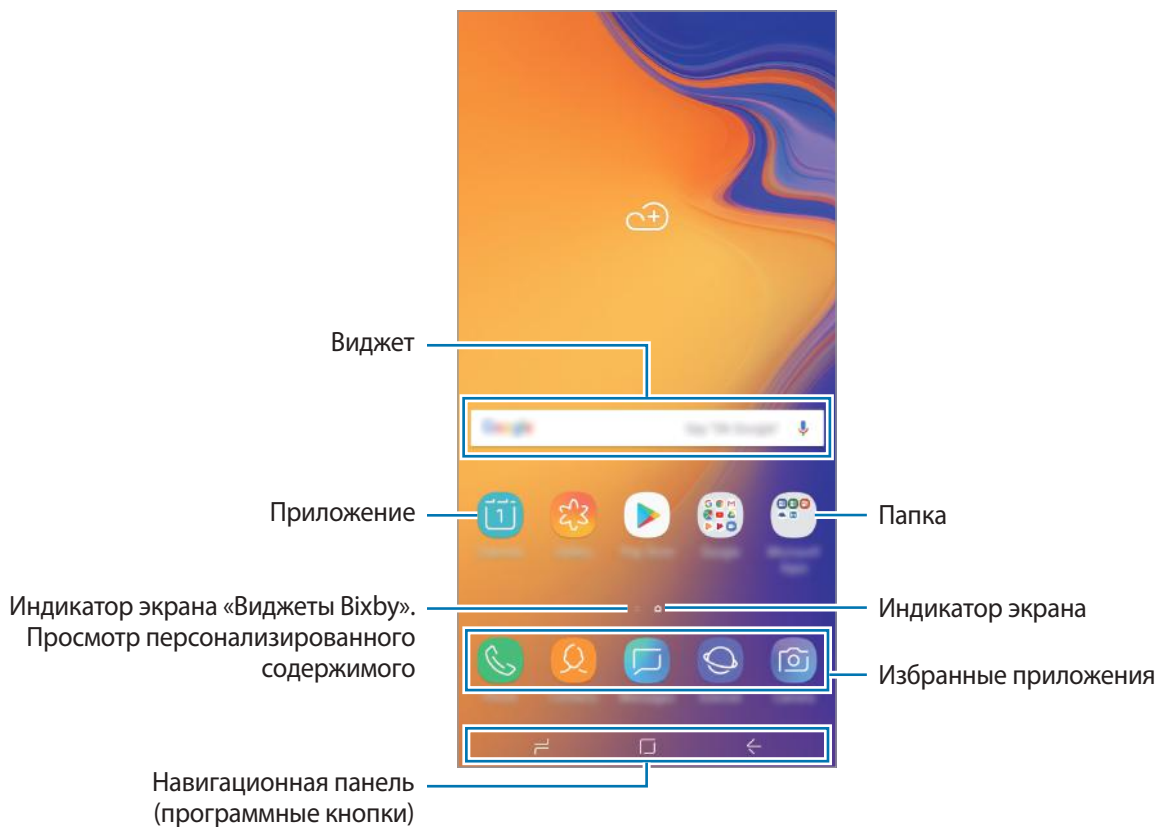 Виджет
Приложение
Папка
Индикатор экрана «Виджеты Bixby».
Просмотр персонализированного
содержимого
Индикатор экрана
Избранные приложения
Навигационная панель
(программные кнопки)